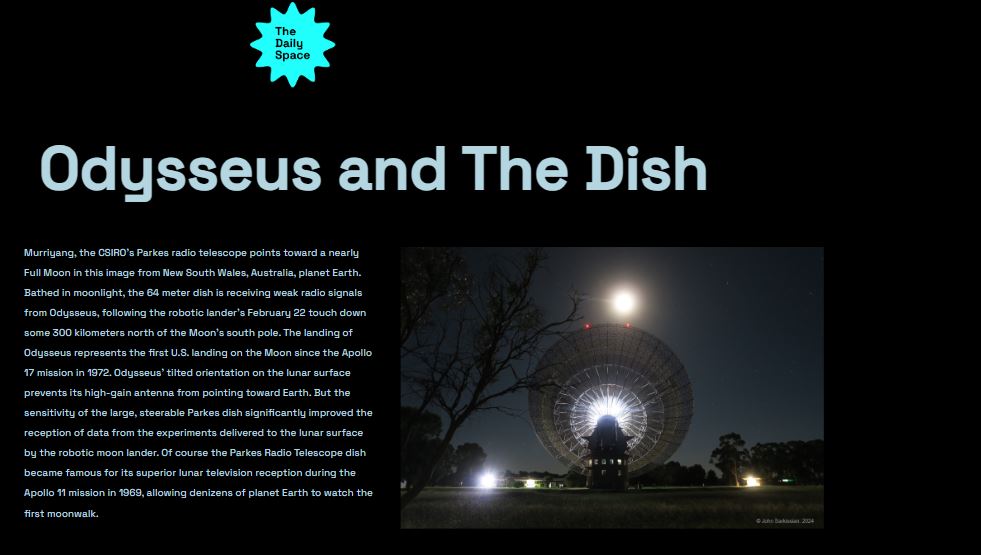 The
Daily
Space
Odysseus and The Dish
Murriyang, the CSIRO's Parkes radio telescope points toward a nearly
Full Moon in this image from New South Wales, Australia, planet Earth.
Bathed in moonlight, the 64 meter dish is receiving weak radio signals
from Odysseus, following the robotic lander's February 22 touch down
some 300 kilometers north of the Moon's south pole. The landing of
Odysseus represents the first U.S. landing on the Moon since the Apollo
17 mission in 1972. Odysseus' tilted orientation on the lunar surface
prevents its high-gain antenna from pointing toward Earth. But the
sensitivity of the large, steerable Parkes dish significantly improved the
reception of data from the experiments delivered to the lunar surface
by the robotic moon lander. Of course the Parkes Radio Telescope dish
became famous for its superior lunar television reception during the
Apollo 11 mission in 1969, allowing denizens of planet Earth to watch the
first moonwalk.
© John Sarkissian, 2024